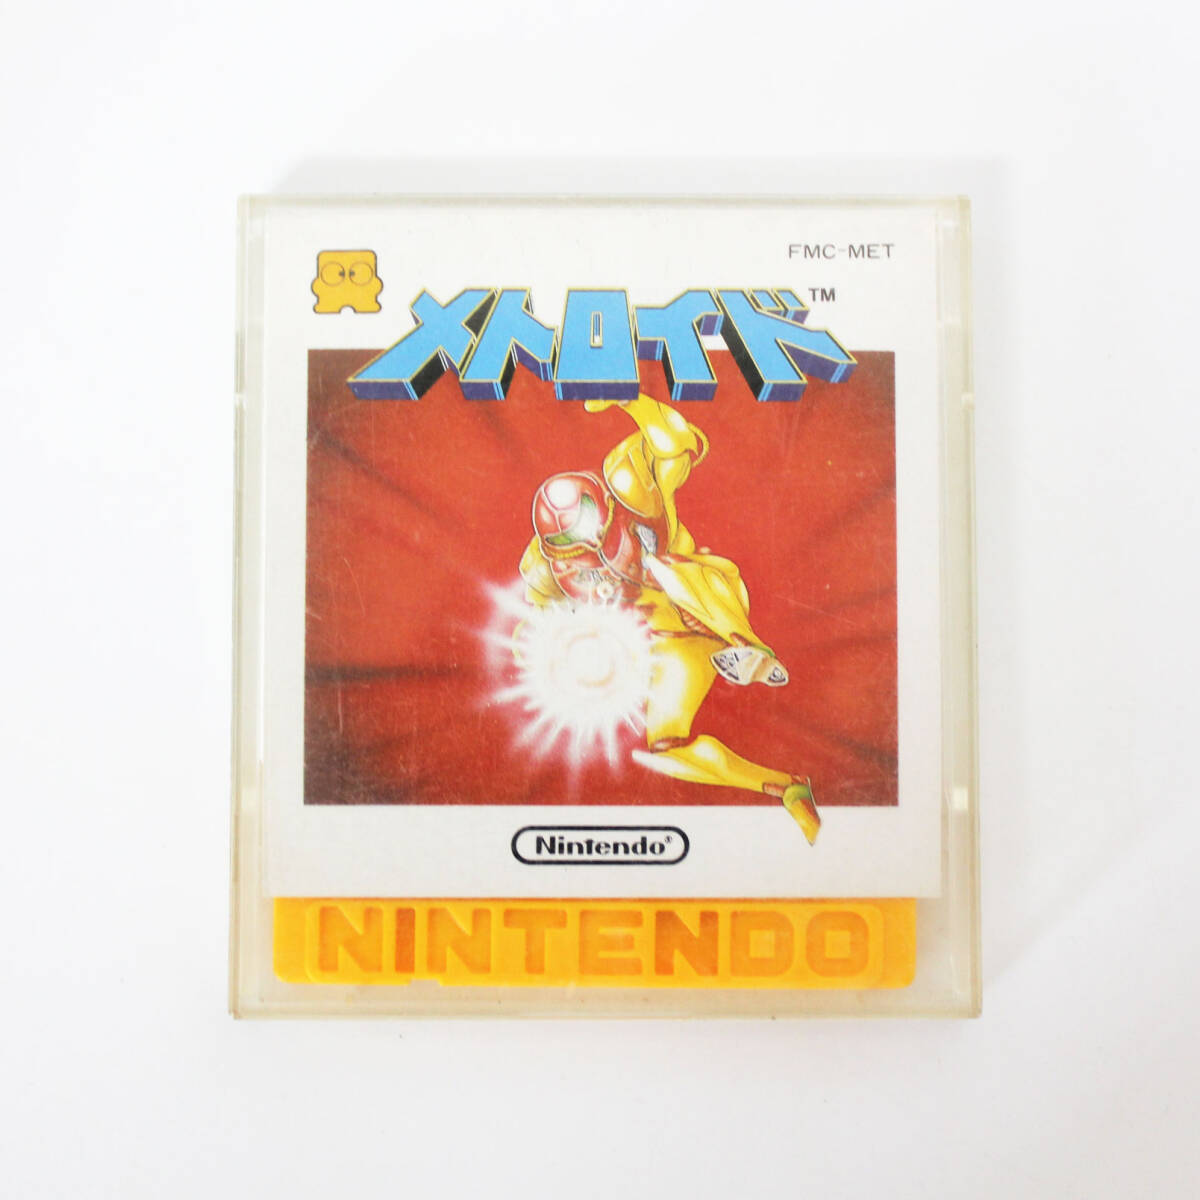 FMC-MET
メトロイド™
Nintendo®
NINTENDO